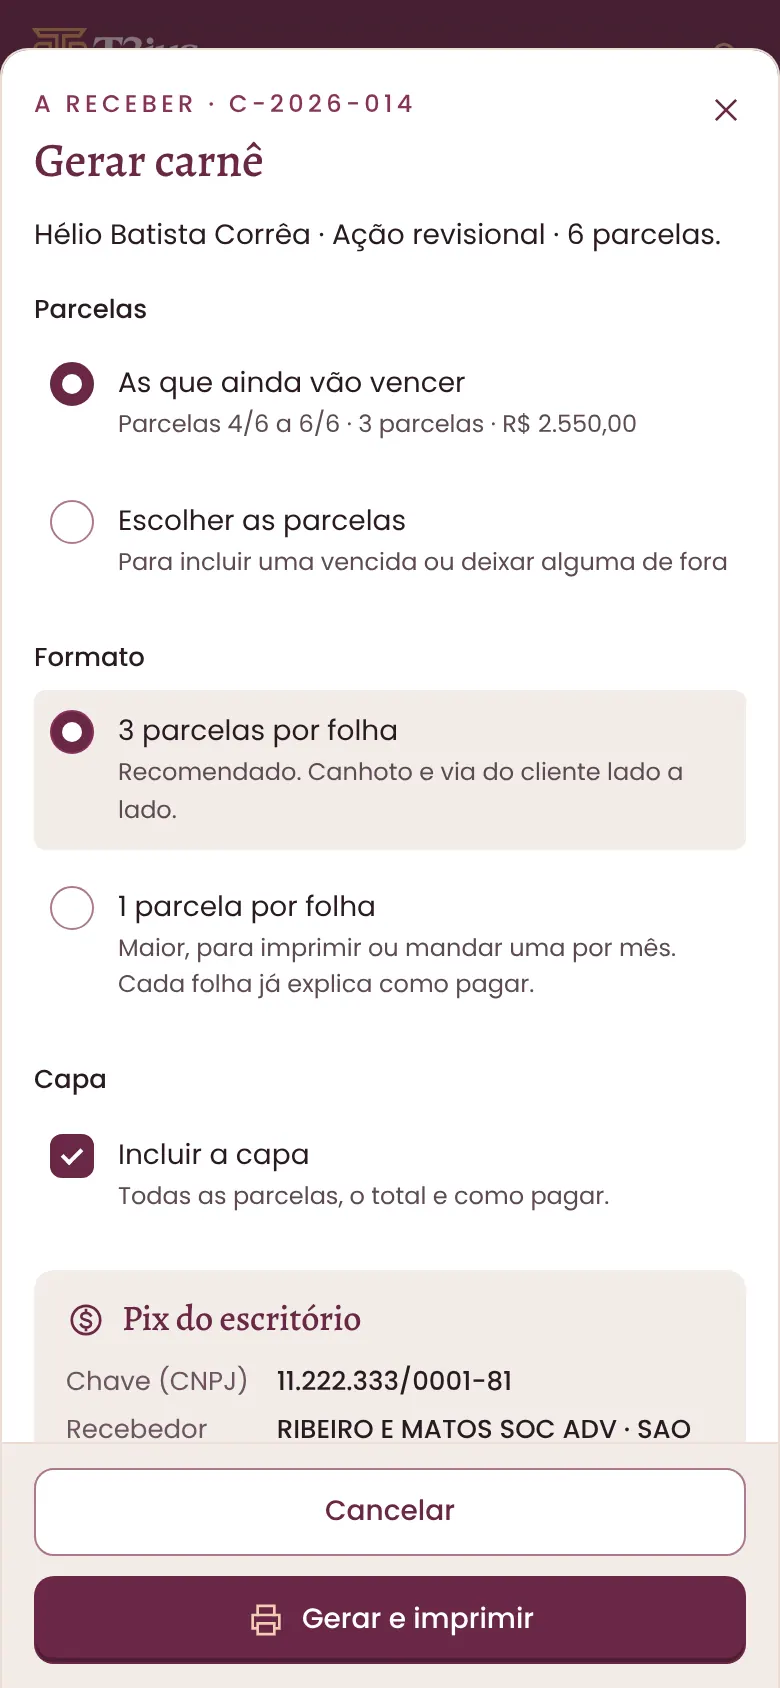 A RECEBER · C-2026-014
Gerar carnê
Hélio Batista Corrêa · Ação revisional · 6 parcelas.
Parcelas
As que ainda vão vencer
Parcelas 4/6 a 6/6 · 3 parcelas · R$ 2.550,00
Escolher as parcelas
Para incluir uma vencida ou deixar alguma de fora
Formato
3 parcelas por folha
Recomendado. Canhoto e via do cliente lado a
lado.
1 parcela por folha
Maior, para imprimir ou mandar uma por mês.
Cada folha já explica como pagar.
Capa
Incluir a capa
Todas as parcelas, o total e como pagar.
Pix do escritório
Chave (CNPJ) 11.222.333/0001-81
Recebedor RIBEIRO E MATOS SOC ADV · SAO
Cancelar
Gerar e imprimir